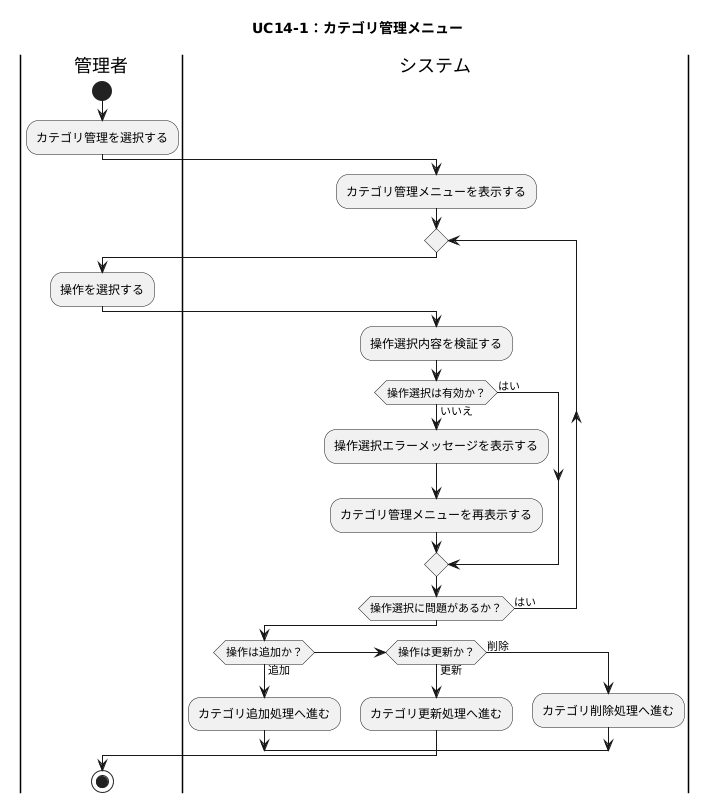 UC14-1：カテゴリ管理メニュー
管理者
システム
カテゴリ管理を選択する
カテゴリ管理メニューを表示する
操作を選択する
操作選択内容を検証する
操作選択は有効か？
はい
いいえ
操作選択エラーメッセージを表示する
カテゴリ管理メニューを再表示する
操作選択に問題があるか？
はい
操作は追加か？
操作は更新か？
削除
追加
更新
カテゴリ追加処理へ進む
カテゴリ更新処理へ進む
カテゴリ削除処理へ進む